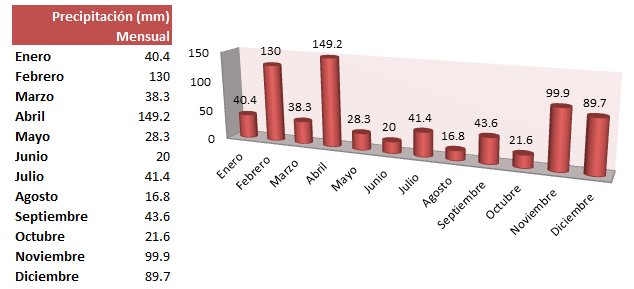 Precipitación (mm)
Mensual
Enero 40.4
Febrero 130
Marzo 38.3
Abril 149.2
Mayo 28.3
Junio 20
Julio 41.4
Agosto 16.8
Septiembre 43.6
Octubre 21.6
Noviembre 99.9
Diciembre 89.7
150
100
50
0
40.4
130
38.3
149.2
28.3
20
41.4
16.8
43.6
21.6
99.9
89.7
Enero
Febrero
Marzo
Abril
Mayo
Junio
Julio
Agosto
Septiembre
Octubre
Noviembre
Diciembre